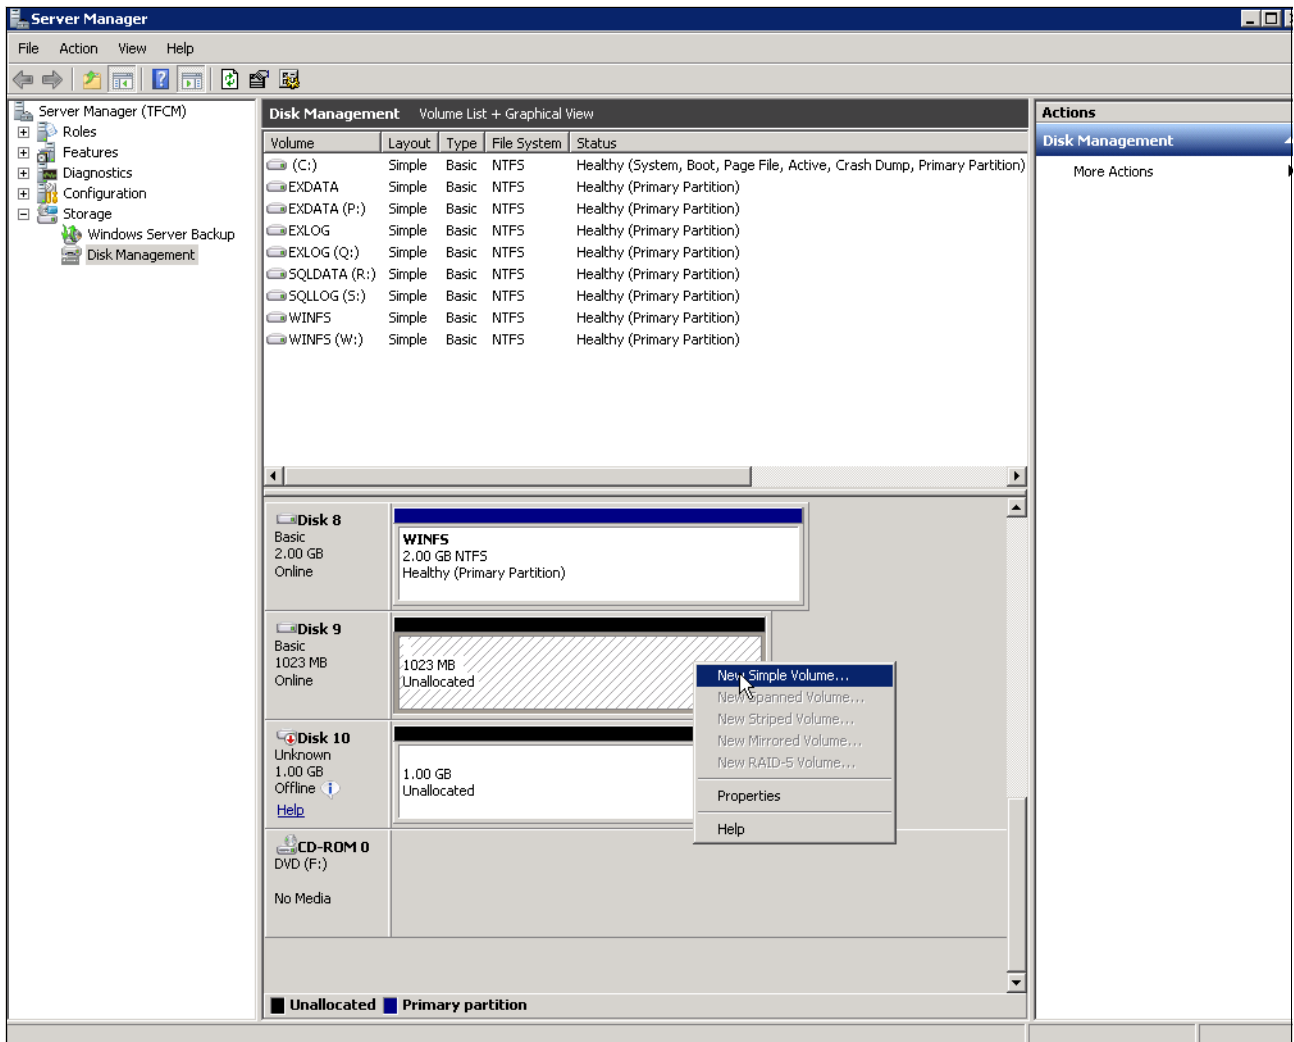 Server Manager
File Action View Help
Server Manager (TFCM)
Roles
Features
Diagnostics
Configuration
Storage
Windows Server Backup
Disk Management
Disk Management Volume List + Graphical View
Volume Layout Type File System Status
(C:) Simple Basic NTFS Healthy (System, Boot, Page File, Active, Crash Dump, Primary Partition)
EXDATA Simple Basic NTFS Healthy (Primary Partition)
EXDATA (P:) Simple Basic NTFS Healthy (Primary Partition)
EXLOG Simple Basic NTFS Healthy (Primary Partition)
EXLOG (Q:) Simple Basic NTFS Healthy (Primary Partition)
SQLDATA (R:) Simple Basic NTFS Healthy (Primary Partition)
SQLLOG (S:) Simple Basic NTFS Healthy (Primary Partition)
WINFS Simple Basic NTFS Healthy (Primary Partition)
WINFS (W:) Simple Basic NTFS Healthy (Primary Partition)
Disk 8
Basic
2.00 GB
Online
WINFS
2.00 GB NTFS
Healthy (Primary Partition)
Disk 9
Basic
1023 MB
Online
1023 MB
Unallocated
Disk 10
Unknown
1.00 GB
Offline
Help
1.00 GB
Unallocated
CD-ROM 0
DVD (F:)
No Media
New Simple Volume...
New Spanned Volume...
New Striped Volume...
New Mirrored Volume...
New RAID-5 Volume...
Properties
Help
Unallocated Primary partition
Actions
Disk Management
More Actions